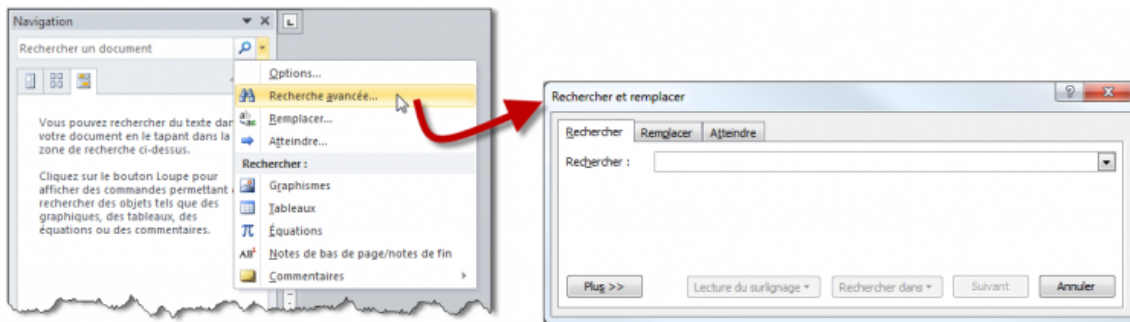 Navigation
Rechercher un document
Options...
Recherche avancée...
Remplacer...
Atteindre...
Rechercher :
Graphismes
Tableaux
Équations
Notes de bas de page/notes de fin
Commentaires
Vous pouvez rechercher du texte dan
votre document en le tapant dans la
zone de recherche ci-dessus.
Cliquez sur le bouton Loupe pour
afficher des commandes permettant
rechercher des objets tels que des
graphiques, des tableaux, des
équations ou des commentaires.
Rechercher et remplacer
Rechercher Remplacer Atteindre
Rechercher :
Plus >> Lecture du surlignage Rechercher dans Suivant Annuler